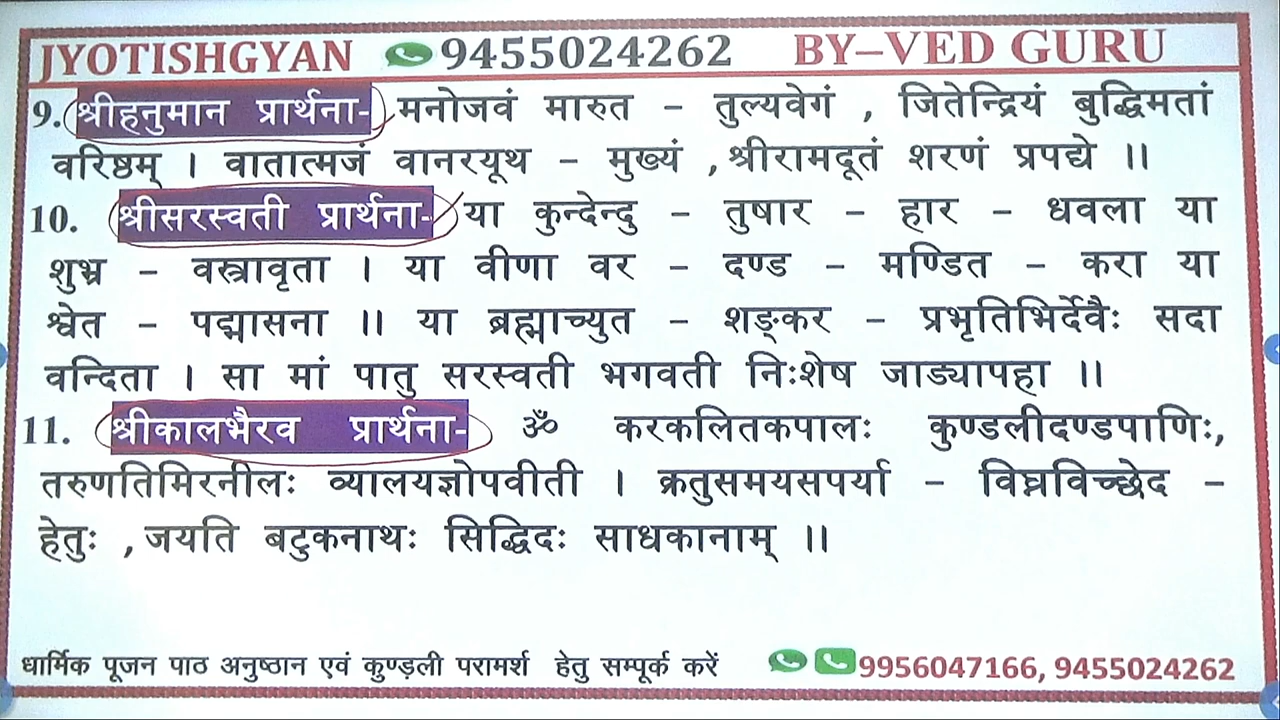 JYOTISHGYAN 9455024262 BY–VED GURU
9. श्रीहनुमान प्रार्थना- मनोजवं मारुत – तुल्यवेगं , जितेन्द्रियं बुद्धिमतां
वरिष्ठम् । वातात्मजं वानरयूथ – मुख्यं ,श्रीरामदूतं शरणं प्रपद्ये ।।
10. श्रीसरस्वती प्रार्थना- या कुन्देन्दु – तुषार – हार – धवला या
शुभ्र – वस्त्रावृता । या वीणा वर – दण्ड – मण्डित – करा या
श्वेत – पद्मासना ।। या ब्रह्माच्युत – शङ्कर – प्रभृतिभिर्देवैः सदा
वन्दिता । सा मां पातु सरस्वती भगवती निःशेष जाड्यापहा ।।
11. श्रीकालभैरव प्रार्थना- ॐ करकलितकपालः कुण्डलीदण्डपाणिः,
तरुणतिमिरनीलः व्यालयज्ञोपवीती । क्रतुसमयसपर्या – विघ्नविच्छेद –
हेतुः ,जयति बटुकनाथः सिद्धिदः साधकानाम् ।।
धार्मिक पूजन पाठ अनुष्ठान एवं कुण्ड़ली परामर्श हेतु सम्पूर्क करें 9956047166, 9455024262